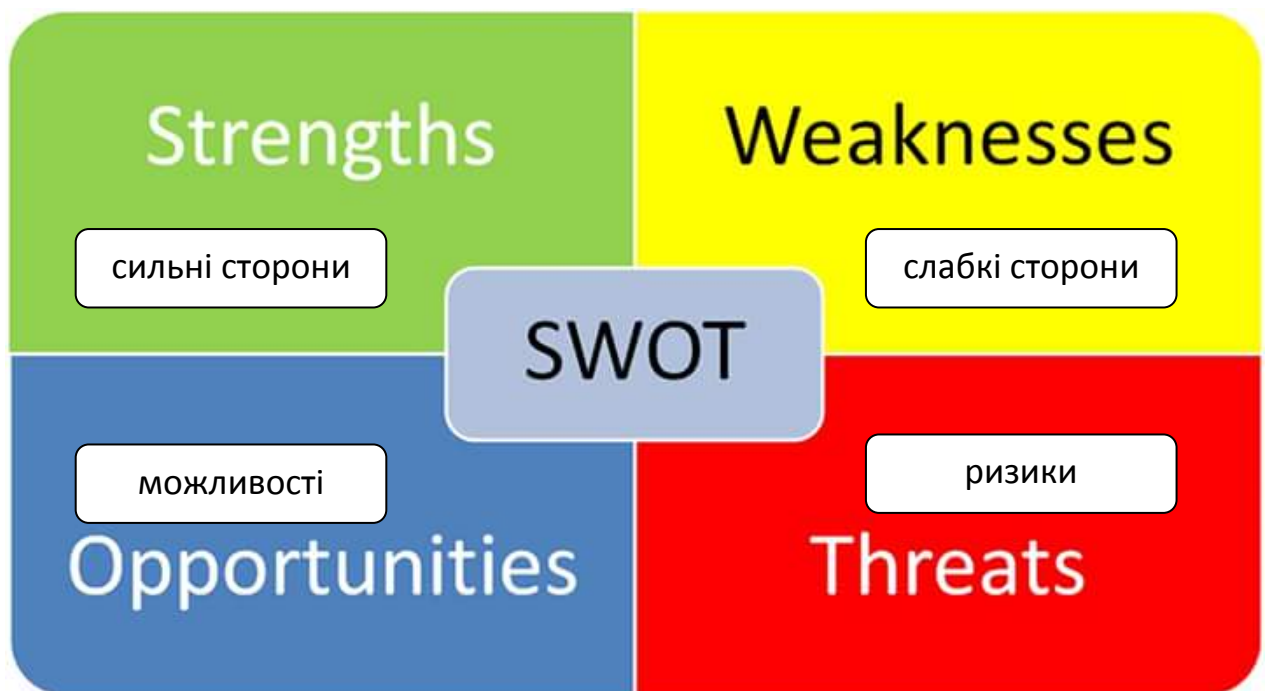 Strengths
Weaknesses
сильні сторони
слабкі сторони
SWOT
можливості
ризики
Opportunities
Threats